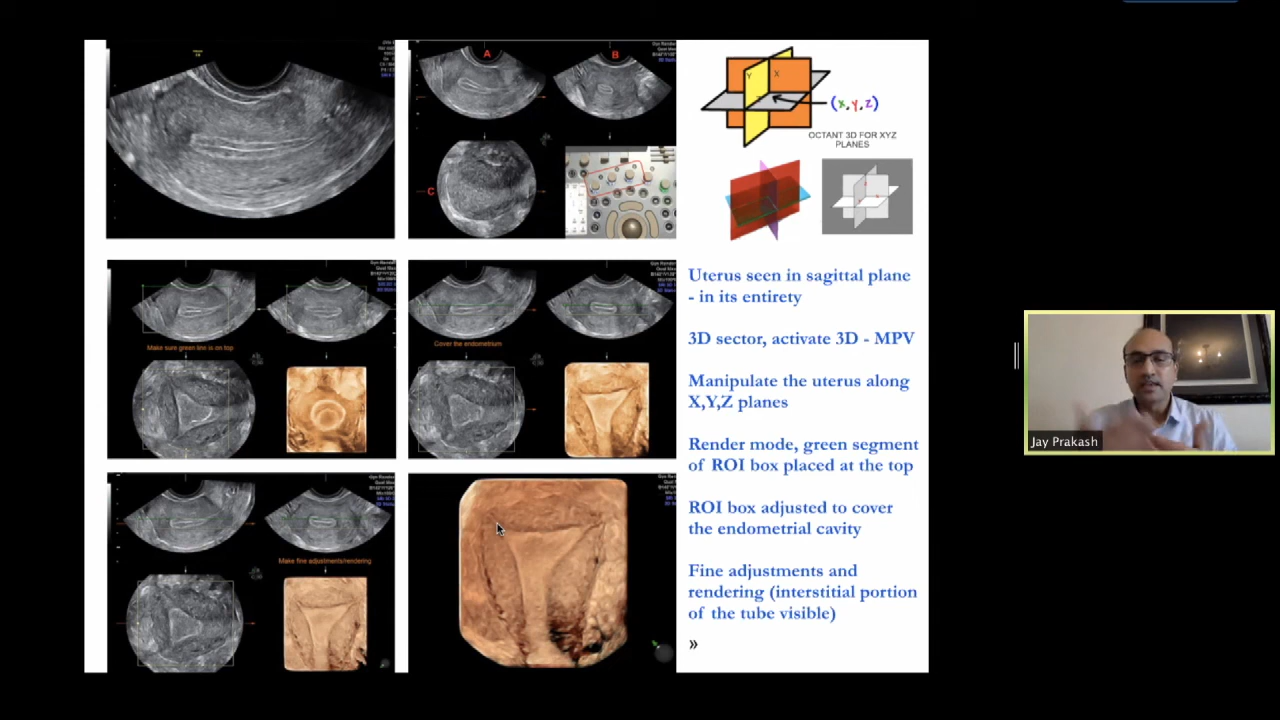 A
B
C
Y
X
(x,y,z)
OCTANT 3D FOR XYZ
PLANES
Make sure green line is on top
Cover the endometrium
Make fine adjustments/rendering
Uterus seen in sagittal plane
- in its entirety
3D sector, activate 3D - MPV
Manipulate the uterus along
X,Y,Z planes
Render mode, green segment
of ROI box placed at the top
ROI box adjusted to cover
the endometrial cavity
Fine adjustments and
rendering (interstitial portion
of the tube visible)
»
Jay Prakash